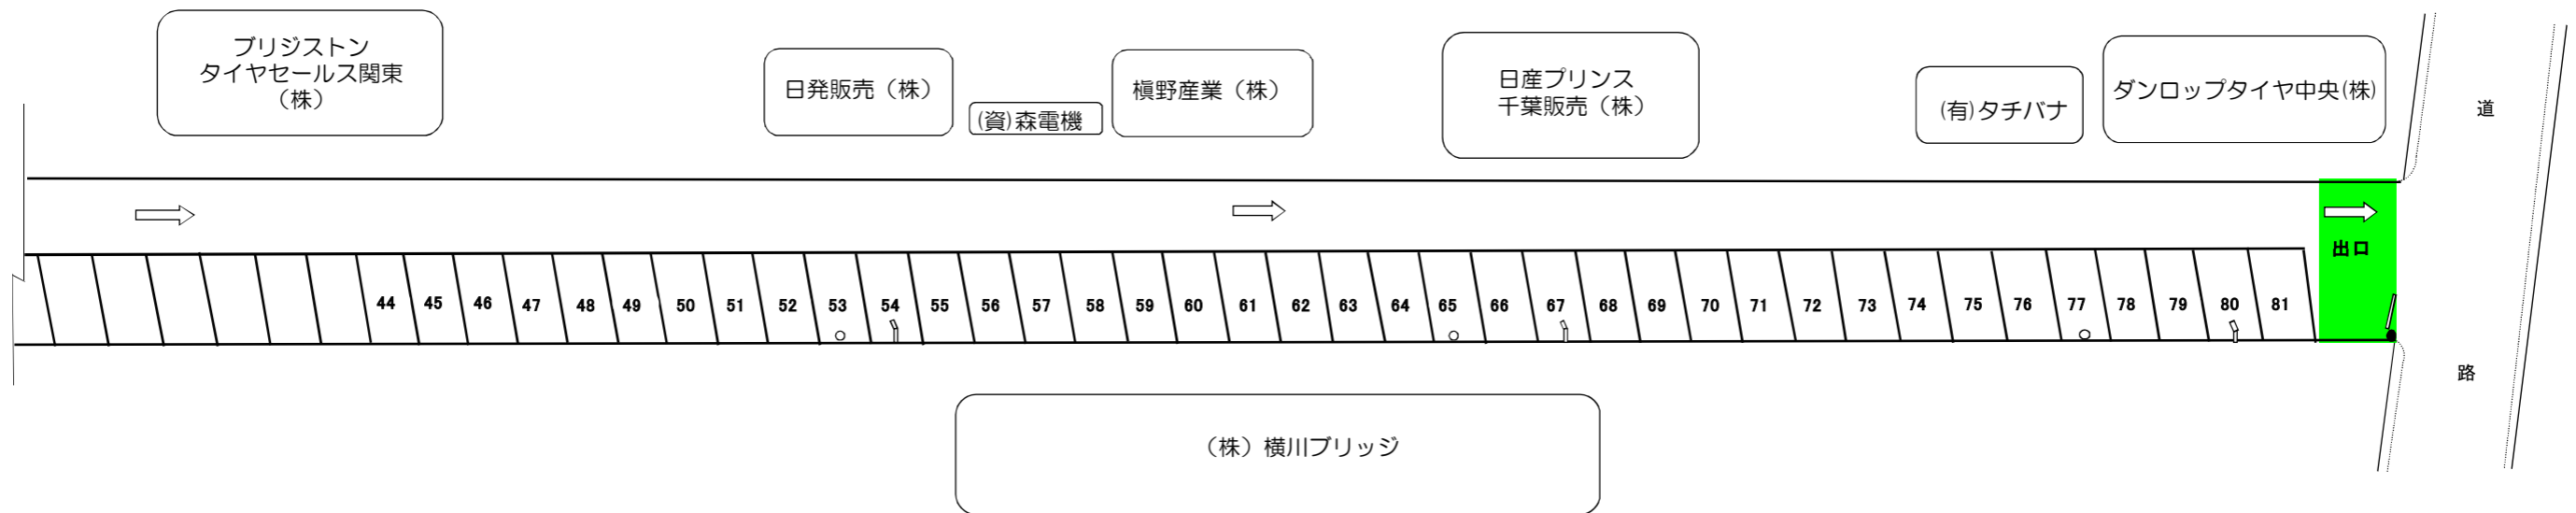 ブリジストン
タイヤセールス関東
（株）
日発販売（株）
(資)森電機
槇野産業（株）
日産プリンス
千葉販売（株）
(有)タチバナ
ダンロップタイヤ中央(株)
道
出口
44 45 46 47 48 49 50 51 52 53 54 55 56 57 58 59 60 61 62 63 64 65 66 67 68 69 70 71 72 73 74 75 76 77 78 79 80 81
路
（株）横川ブリッジ